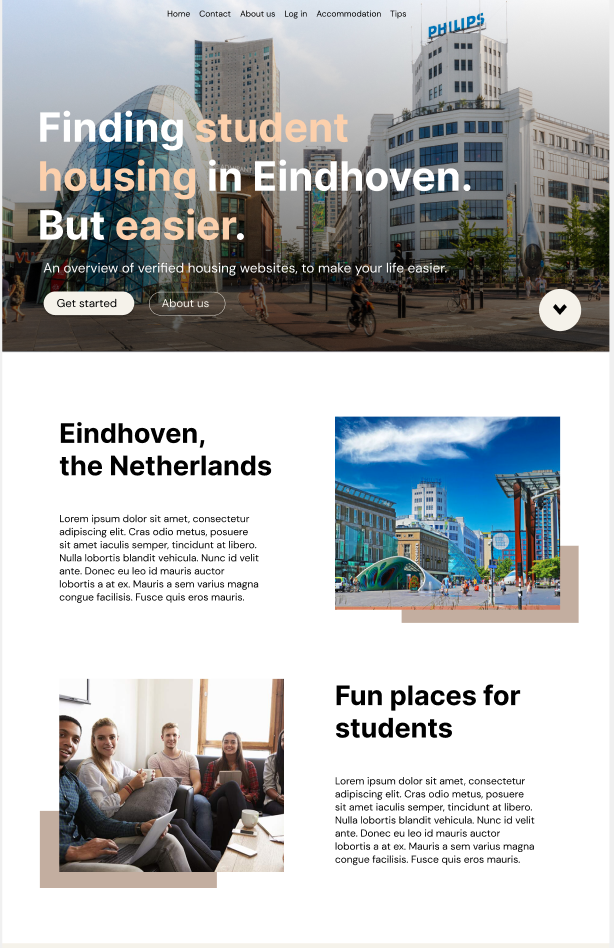 Home Contact About us Log in Accommodation Tips
PHILIPS
Finding student
housing in Eindhoven.
But easier.
An overview of verified housing websites, to make your life easier.
Get started
About us
Eindhoven,
the Netherlands
Lorem ipsum dolor sit amet, consectetur
adipiscing elit. Cras odio metus, posuere
sit amet iaculis semper, tincidunt at libero.
Nulla lobortis blandit vehicula. Nunc id velit
ante. Donec eu leo id mauris auctor
lobortis a at ex. Mauris a sem varius magna
congue facilisis. Fusce quis eros mauris.
Fun places for
students
Lorem ipsum dolor sit amet, consectetur
adipiscing elit. Cras odio metus, posuere
sit amet iaculis semper, tincidunt at libero.
Nulla lobortis blandit vehicula. Nunc id velit
ante. Donec eu leo id mauris auctor
lobortis a at ex. Mauris a sem varius magna
congue facilisis. Fusce quis eros mauris.